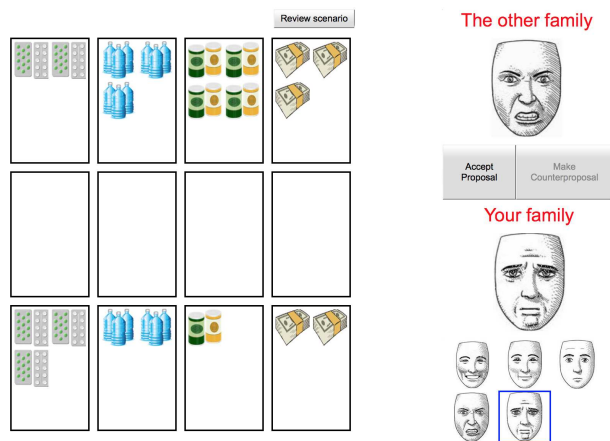 Review scenario
The other family
Accept
Proposal
Make
Counterproposal
Your family